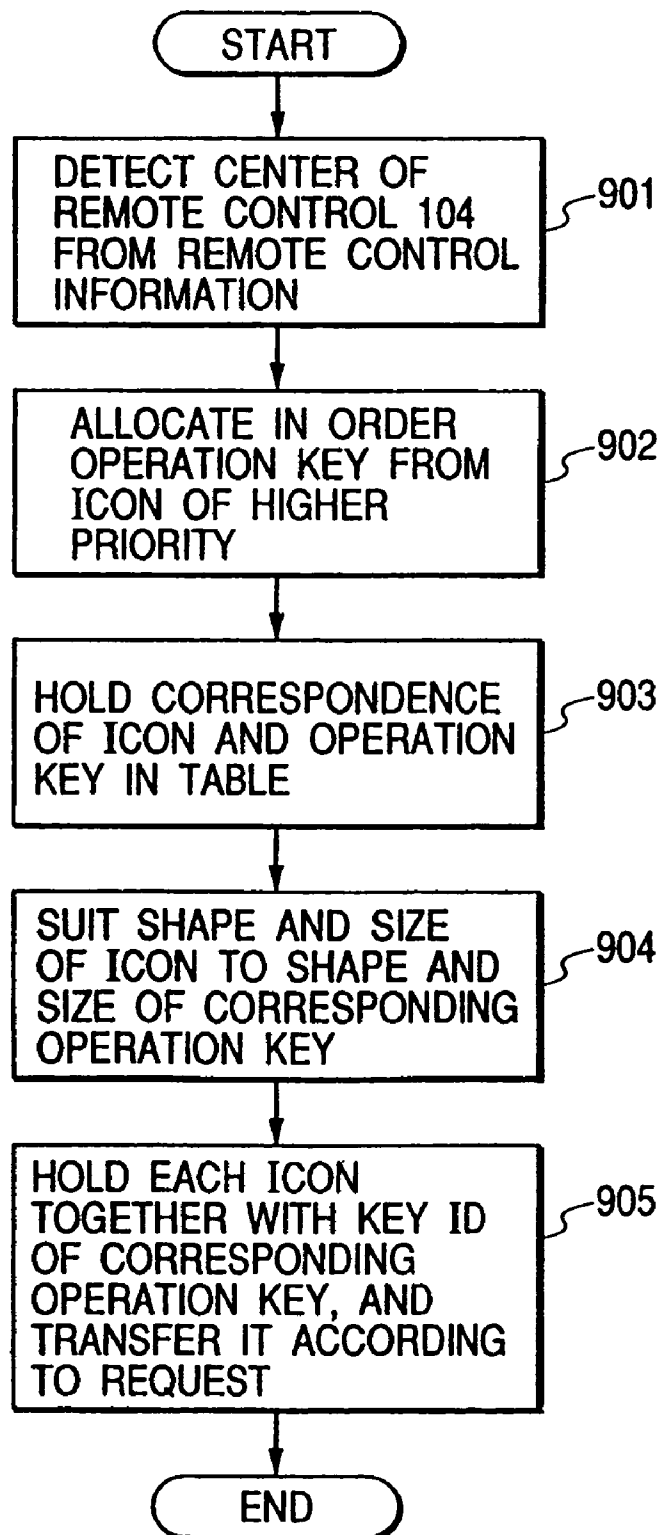 START
DETECT CENTER OF
REMOTE CONTROL 104
FROM REMOTE CONTROL
INFORMATION
901
ALLOCATE IN ORDER
OPERATION KEY FROM
ICON OF HIGHER
PRIORITY
902
HOLD CORRESPONDENCE
OF ICON AND OPERATION
KEY IN TABLE
903
SUIT SHAPE AND SIZE
OF ICON TO SHAPE AND
SIZE OF CORRESPONDING
OPERATION KEY
904
HOLD EACH ICON
TOGETHER WITH KEY ID
OF CORRESPONDING
OPERATION KEY, AND
TRANSFER IT ACCORDING
TO REQUEST
905
END